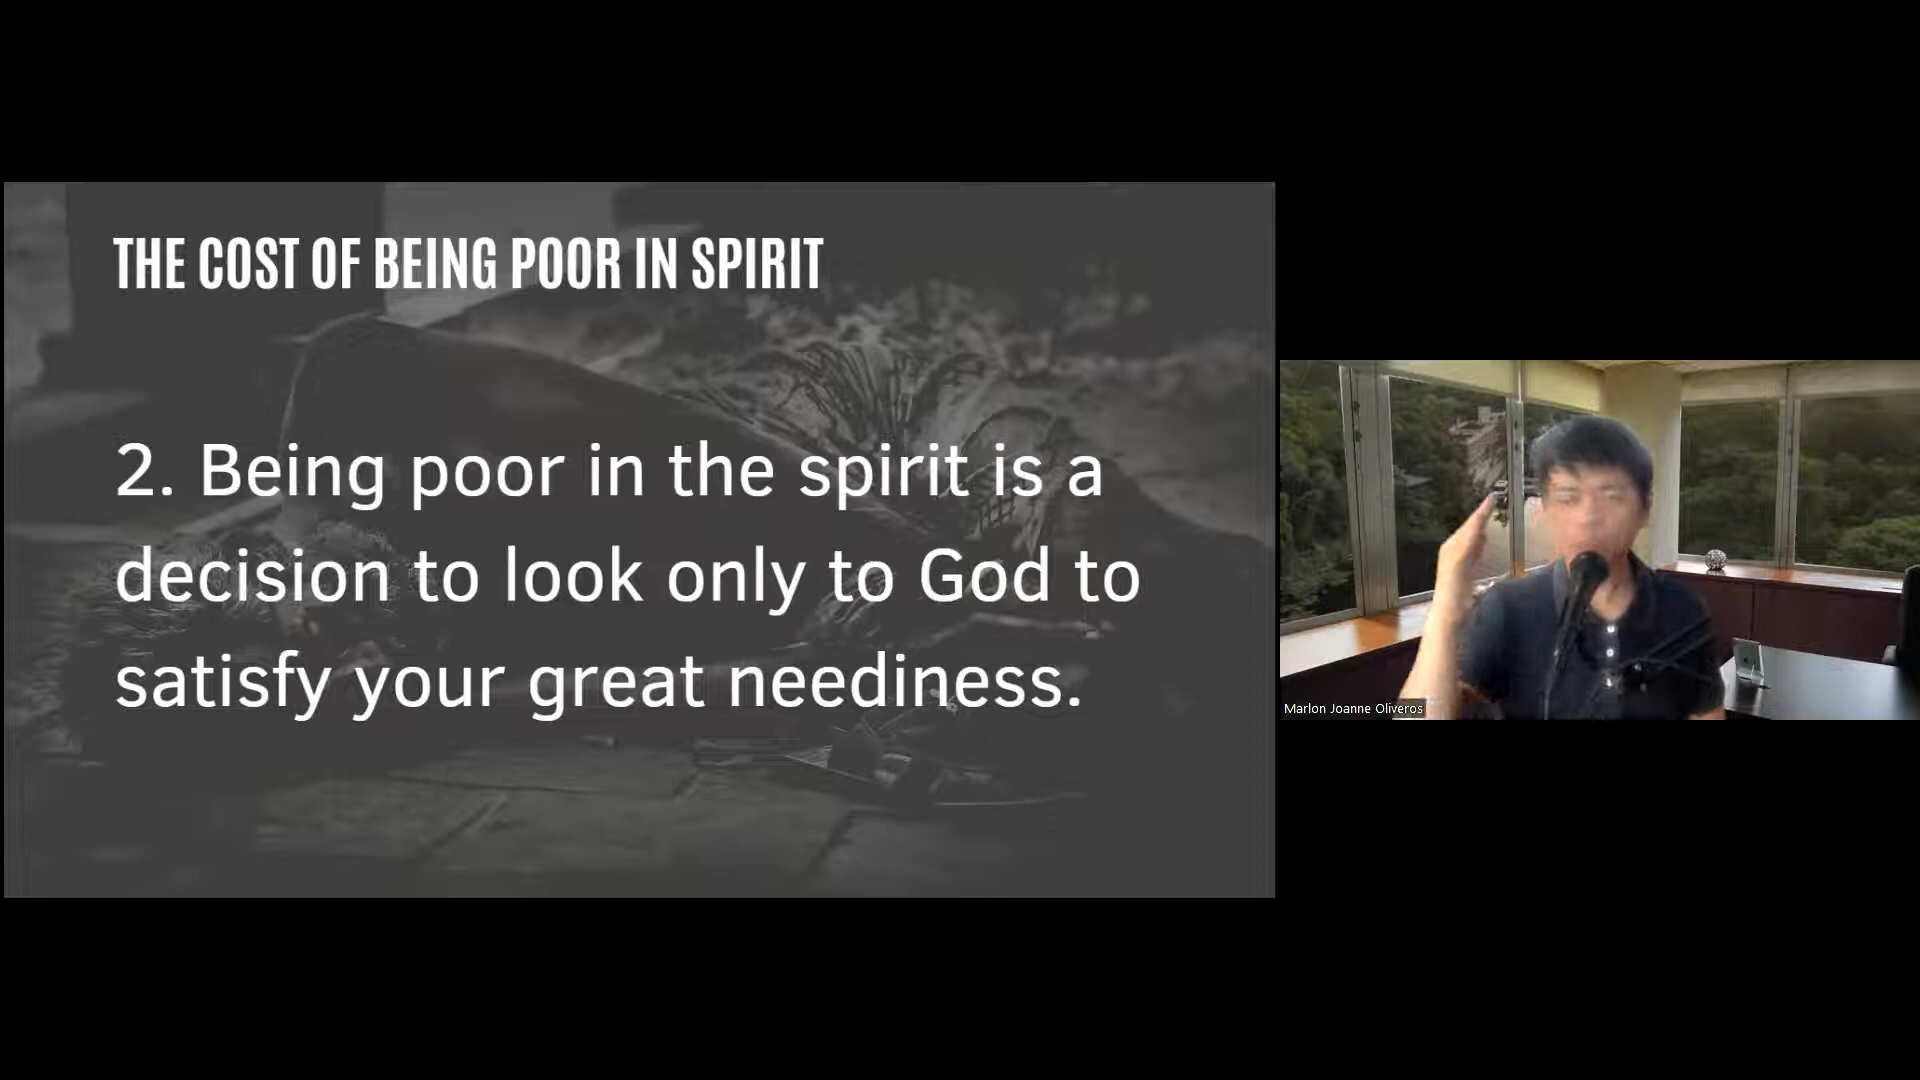 THE COST OF BEING POOR IN SPIRIT
2. Being poor in the spirit is a
decision to look only to God to
satisfy your great neediness.
Marlon Joanne Oliveros